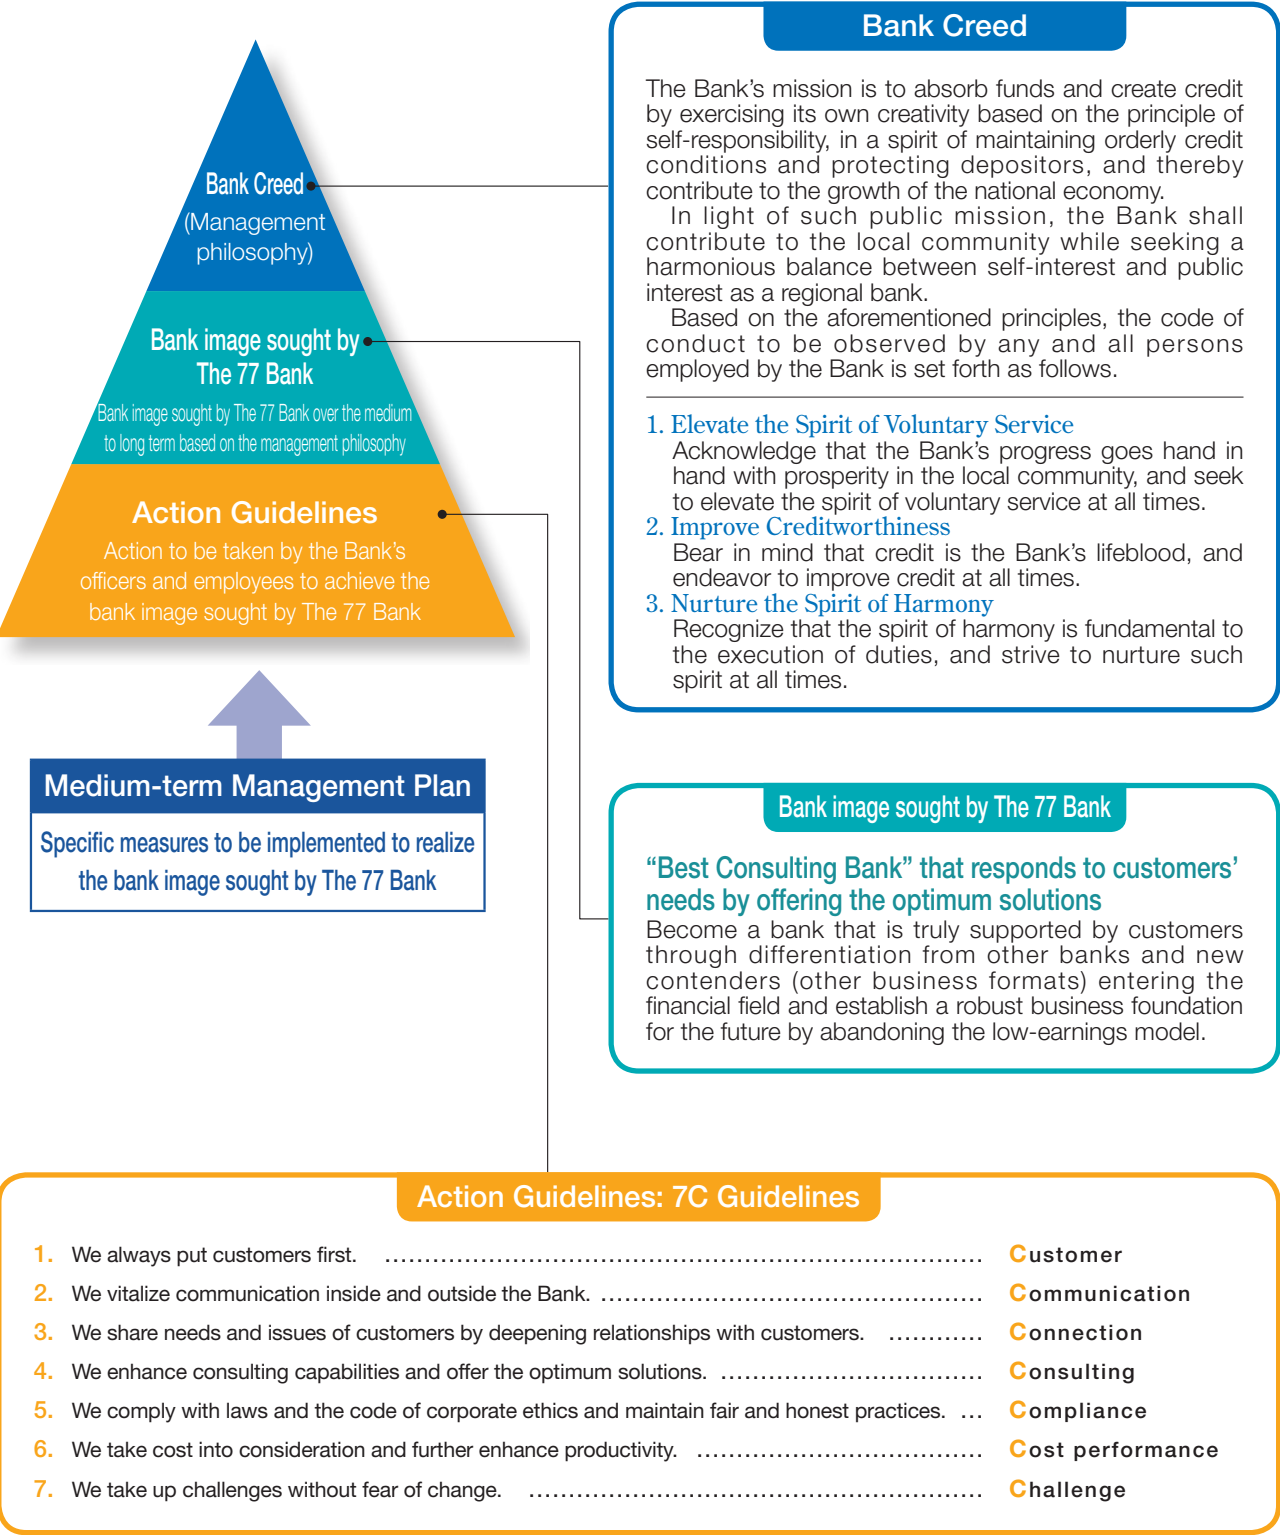 Bank Creed
(Management
philosophy)
Bank image sought by
The 77 Bank
Bank image sought by The 77 Bank over the medium
to long term based on the management philosophy
Action Guidelines
Action to be taken by the Bank's
officers and employees to achieve the
bank image sought by The 77 Bank
Medium-term Management Plan
Specific measures to be implemented to realize
the bank image sought by The 77 Bank
Bank Creed
The Bank's mission is to absorb funds and create credit
by exercising its own creativity based on the principle of
self-responsibility, in a spirit of maintaining orderly credit
conditions and protecting depositors, and thereby
contribute to the growth of the national economy.
In light of such public mission, the Bank shall
contribute to the local community while seeking a
harmonious balance between self-interest and public
interest as a regional bank.
Based on the aforementioned principles, the code of
conduct to be observed by any and all persons
employed by the Bank is set forth as follows.
1. Elevate the Spirit of Voluntary Service
Acknowledge that the Bank's progress goes hand in
hand with prosperity in the local community, and seek
to elevate the spirit of voluntary service at all times.
2. Improve Creditworthiness
Bear in mind that credit is the Bank's lifeblood, and
endeavor to improve credit at all times.
3. Nurture the Spirit of Harmony
Recognize that the spirit of harmony is fundamental to
the execution of duties, and strive to nurture such
spirit at all times.
Bank image sought by The 77 Bank
“Best Consulting Bank” that responds to customers'
needs by offering the optimum solutions
Become a bank that is truly supported by customers
through differentiation from other banks and new
contenders (other business formats) entering the
financial field and establish a robust business foundation
for the future by abandoning the low-earnings model.
Action Guidelines: 7C Guidelines
1. We always put customers first. ............ Customer
2. We vitalize communication inside and outside the Bank. ............ Communication
3. We share needs and issues of customers by deepening relationships with customers. ............ Connection
4. We enhance consulting capabilities and offer the optimum solutions. ............ Consulting
5. We comply with laws and the code of corporate ethics and maintain fair and honest practices. ... Compliance
6. We take cost into consideration and further enhance productivity. ............ Cost performance
7. We take up challenges without fear of change. ............ Challenge